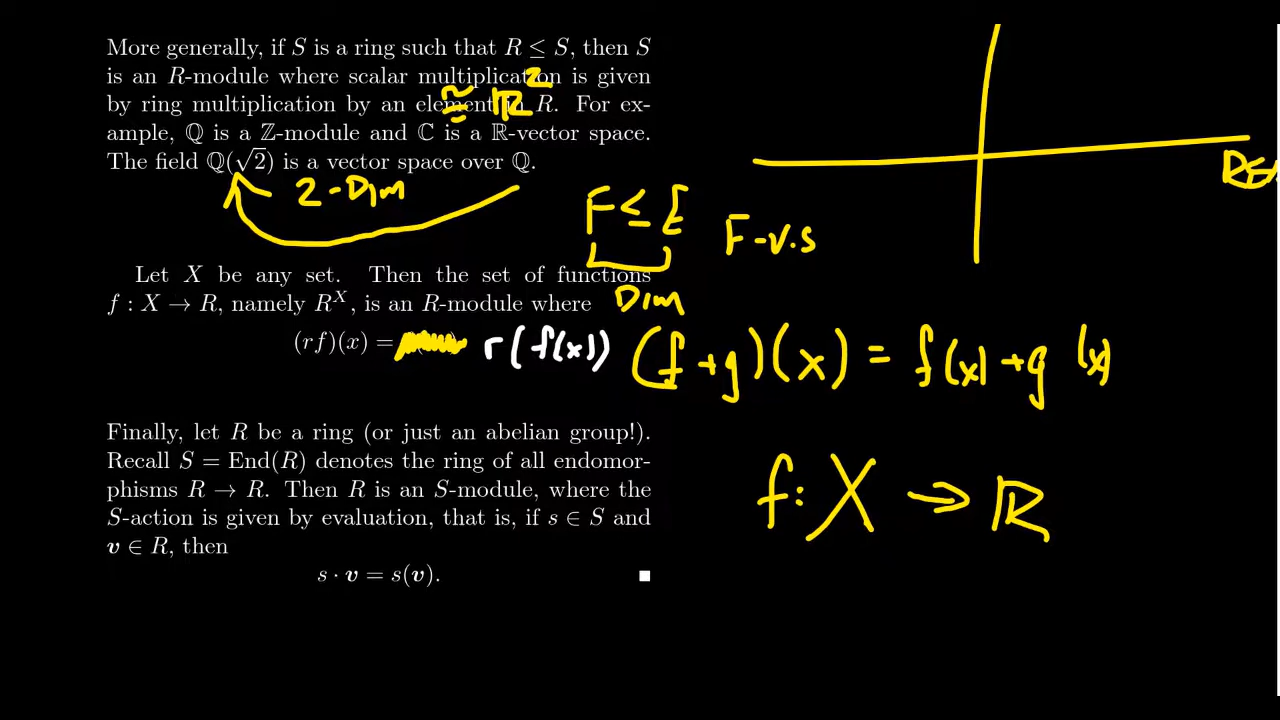 More generally, if S is a ring such that R ≤ S, then S
is an R-module where scalar multiplication is given
by ring multiplication by an element in R. For ex-
ample, ℚ is a ℤ-module and ℂ is a ℝ-vector space.
The field ℚ(√2) is a vector space over ℚ.
≅ ℝ²
2-Dim
F ≤ E
F-v.s
Dim
Let X be any set. Then the set of functions
f : X → R, namely Rˣ, is an R-module where
(rf)(x) = r(f(x))
(f+g)(x) = f(x)+g(x)
f: X → ℝ
Finally, let R be a ring (or just an abelian group!).
Recall S = End(R) denotes the ring of all endomor-
phisms R → R. Then R is an S-module, where the
S-action is given by evaluation, that is, if s ∈ S and
v ∈ R, then
s · v = s(v).